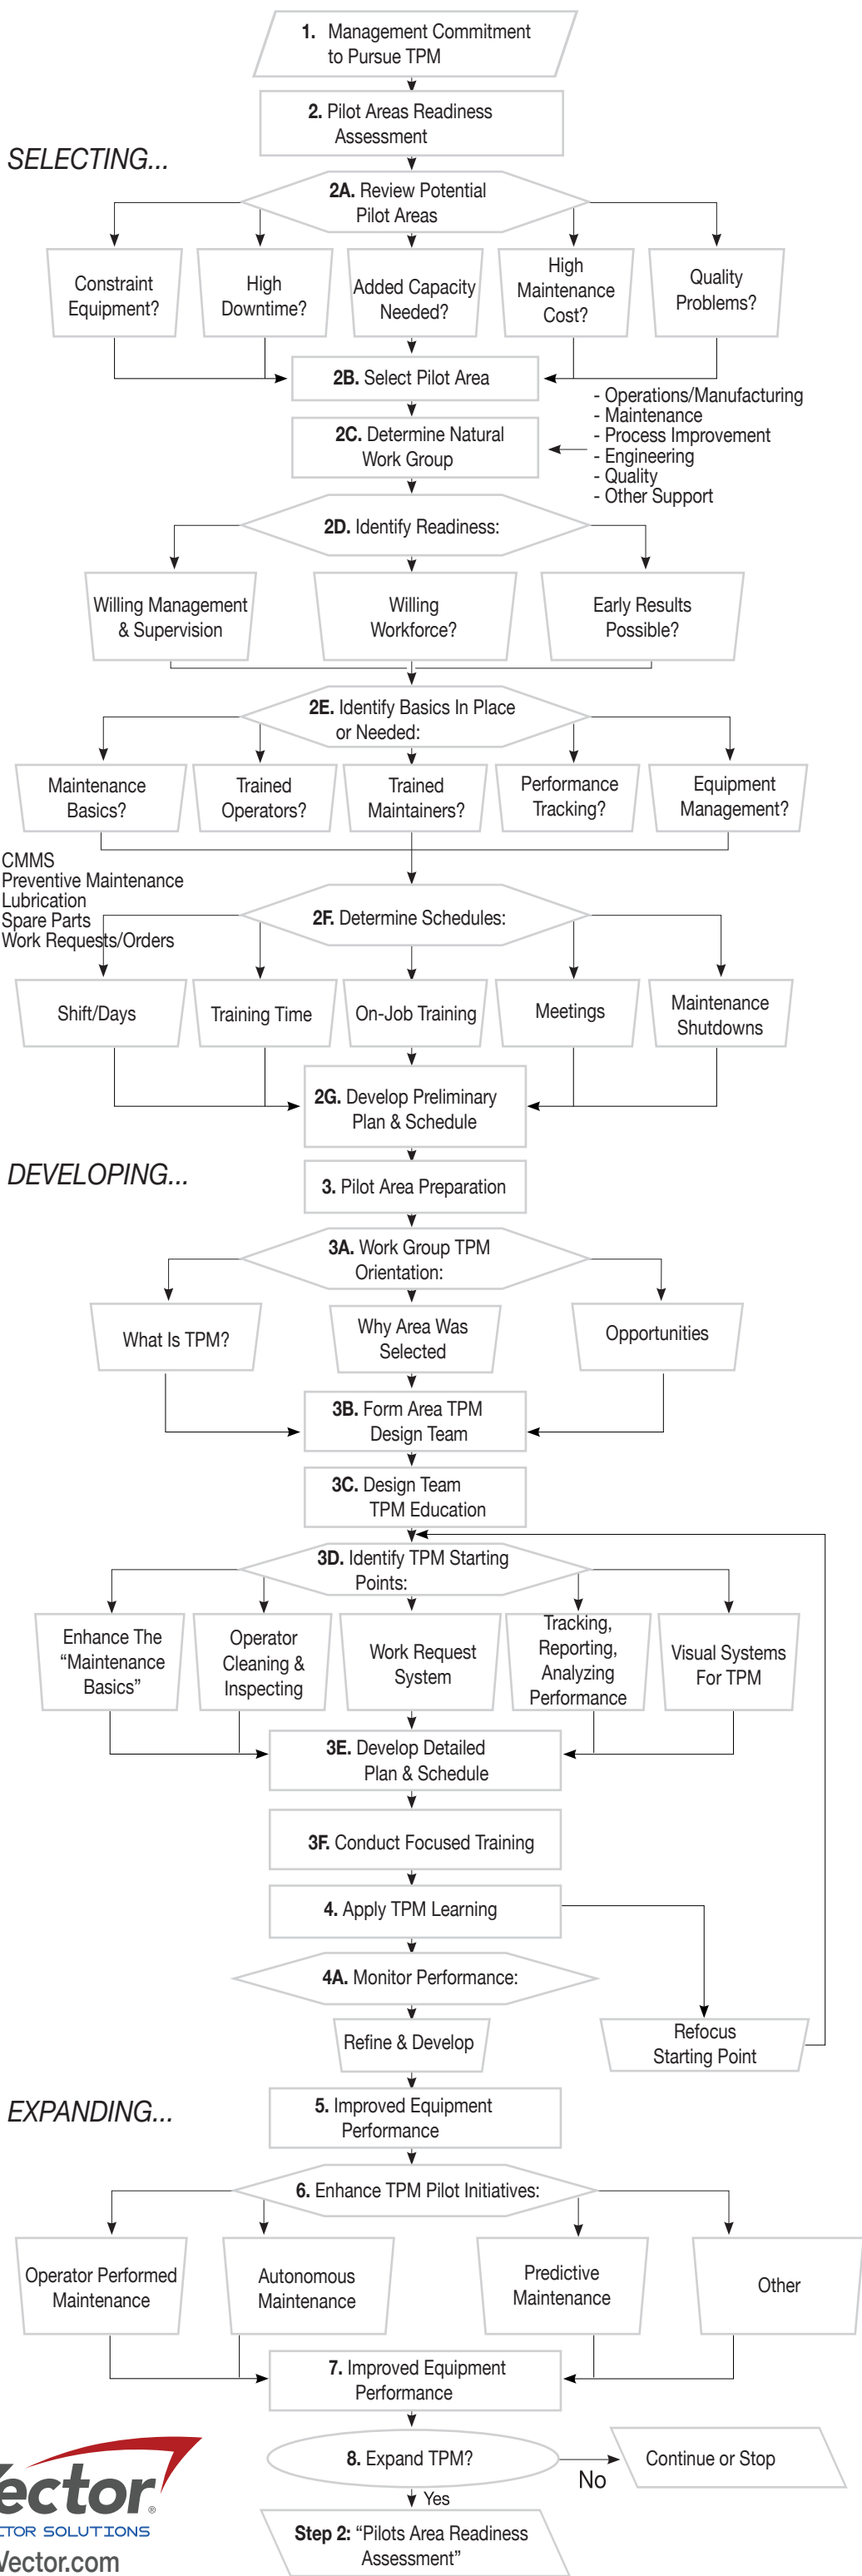 1. Management Commitment
to Pursue TPM
2. Pilot Areas Readiness
Assessment
SELECTING...
2A. Review Potential
Pilot Areas
Constraint
Equipment?
High
Downtime?
Added Capacity
Needed?
High
Maintenance
Cost?
Quality
Problems?
2B. Select Pilot Area
- Operations/Manufacturing
- Maintenance
- Process Improvement
- Engineering
- Quality
- Other Support
2C. Determine Natural
Work Group
2D. Identify Readiness:
Willing Management
& Supervision
Willing
Workforce?
Early Results
Possible?
2E. Identify Basics In Place
or Needed:
Maintenance
Basics?
Trained
Operators?
Trained
Maintainers?
Performance
Tracking?
Equipment
Management?
CMMS
Preventive Maintenance
Lubrication
Spare Parts
Work Requests/Orders
2F. Determine Schedules:
Shift/Days
Training Time
On-Job Training
Meetings
Maintenance
Shutdowns
2G. Develop Preliminary
Plan & Schedule
DEVELOPING...
3. Pilot Area Preparation
3A. Work Group TPM
Orientation:
What Is TPM?
Why Area Was
Selected
Opportunities
3B. Form Area TPM
Design Team
3C. Design Team
TPM Education
3D. Identify TPM Starting
Points:
Enhance The
“Maintenance
Basics”
Operator
Cleaning &
Inspecting
Work Request
System
Tracking,
Reporting,
Analyzing
Performance
Visual Systems
For TPM
3E. Develop Detailed
Plan & Schedule
3F. Conduct Focused Training
4. Apply TPM Learning
4A. Monitor Performance:
Refine & Develop
Refocus
Starting Point
EXPANDING...
5. Improved Equipment
Performance
6. Enhance TPM Pilot Initiatives:
Operator Performed
Maintenance
Autonomous
Maintenance
Predictive
Maintenance
Other
7. Improved Equipment
Performance
8. Expand TPM?
No
Continue or Stop
Yes
Step 2: “Pilots Area Readiness
Assessment”
Vector®
CTOR SOLUTIONS
Vector.com